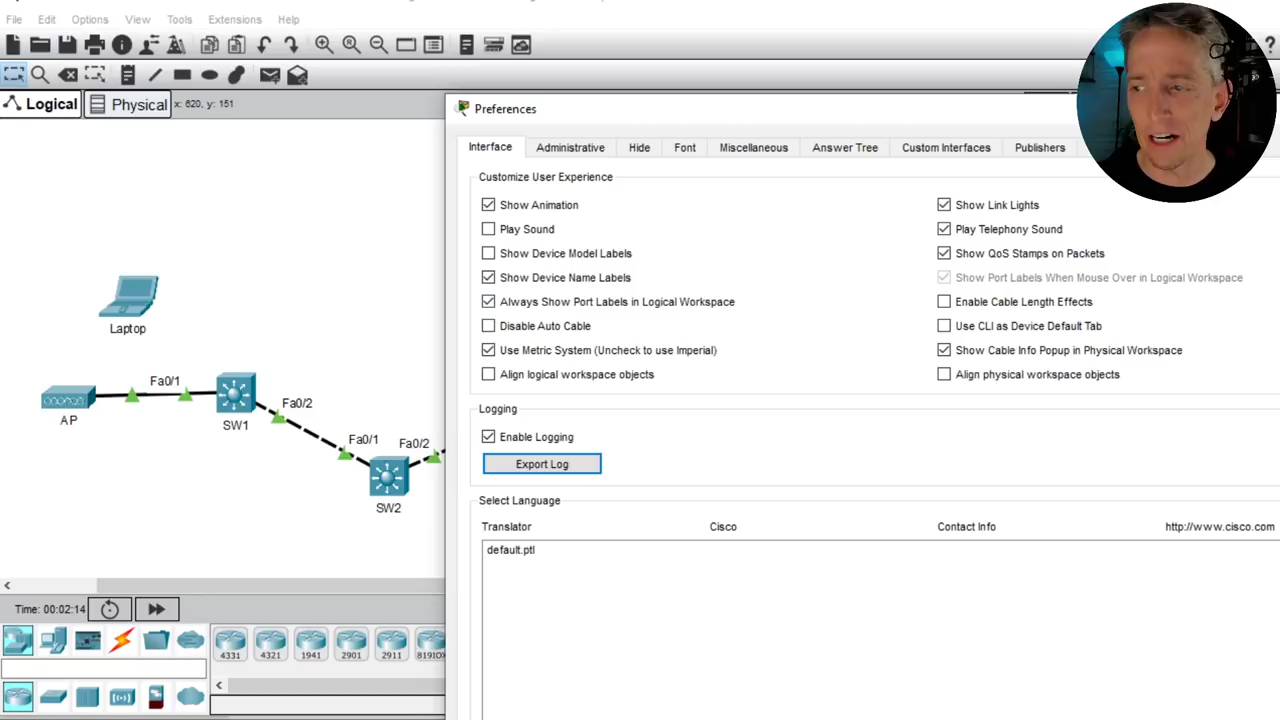 File Edit Options View Tools Extensions Help
?
Logical Physical x: 620, y: 151
Preferences
Interface Administrative Hide Font Miscellaneous Answer Tree Custom Interfaces Publishers
Customize User Experience
Show Animation Show Link Lights
Play Sound Play Telephony Sound
Show Device Model Labels Show QoS Stamps on Packets
Show Device Name Labels Show Port Labels When Mouse Over in Logical Workspace
Always Show Port Labels in Logical Workspace Enable Cable Length Effects
Disable Auto Cable Use CLI as Device Default Tab
Use Metric System (Uncheck to use Imperial) Show Cable Info Popup in Physical Workspace
Align logical workspace objects Align physical workspace objects
Logging
Enable Logging
Export Log
Select Language
Translator Cisco Contact Info http://www.cisco.com
default.ptl
Laptop
Fa0/1
AP
SW1
Fa0/2
Fa0/1
Fa0/2
SW2
Time: 00:02:14
4331 4321 1941 2901 2911 819IOX